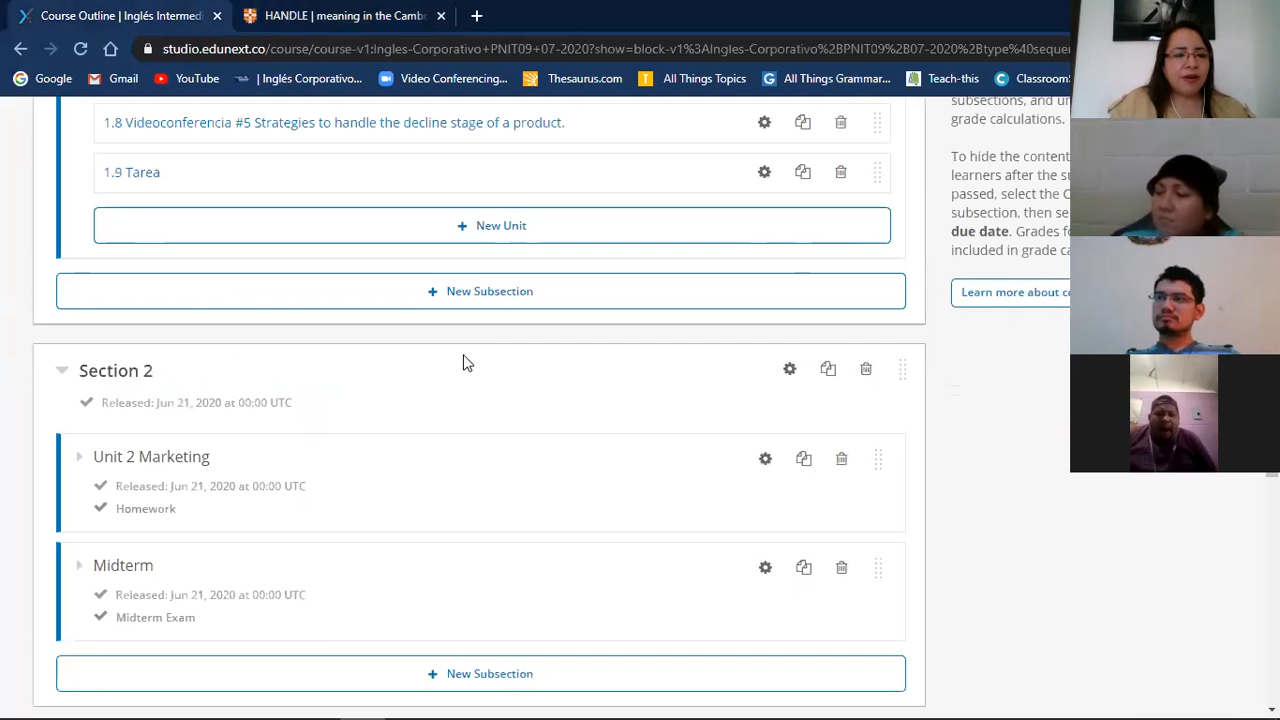 Course Outline | Inglés Intermedi
HANDLE | meaning in the Cambr
studio.edunext.co/course/course-v1:Ingles-Corporativo+PNIT09+07-2020?show=block-v1%3AIngles-Corporativo%2BPNIT09%2B07-2020%2Btype%40seque
Google
Gmail
YouTube
| Inglés Corporativo...
Video Conferencing...
Thesaurus.com
All Things Topics
All Things Grammar...
Teach-this
ClassroomS
1.8 Videoconferencia #5 Strategies to handle the decline stage of a product.
1.9 Tarea
+ New Unit
+ New Subsection
subsections, and un
grade calculations.
To hide the content
learners after the su
passed, select the C
subsection, then se
due date. Grades fo
included in grade ca
Learn more about co
Section 2
Released: Jun 21, 2020 at 00:00 UTC
Unit 2 Marketing
Released: Jun 21, 2020 at 00:00 UTC
Homework
Midterm
Released: Jun 21, 2020 at 00:00 UTC
Midterm Exam
+ New Subsection